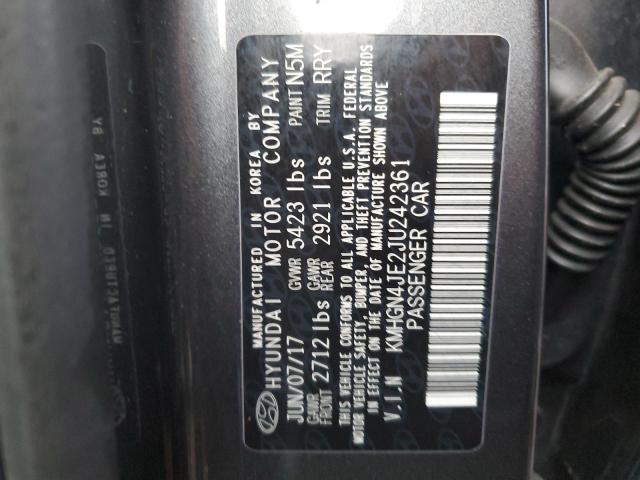 MANUFACTURED IN KOREA BY
HYUNDAI MOTOR COMPANY
JUN/07/17 GVWR 5423 lbs PAINT N5M
GAWR FRONT 2712 lbs GAWR REAR 2921 lbs TRIM RRY
THIS VEHICLE CONFORMS TO ALL APPLICABLE U.S.A. FEDERAL
MOTOR VEHICLE SAFETY, BUMPER, AND THEFT PREVENTION STANDARDS
IN EFFECT ON THE DATE OF MANUFACTURE SHOWN ABOVE
V.I.N KMHGN4JE2JU242361
PASSENGER CAR